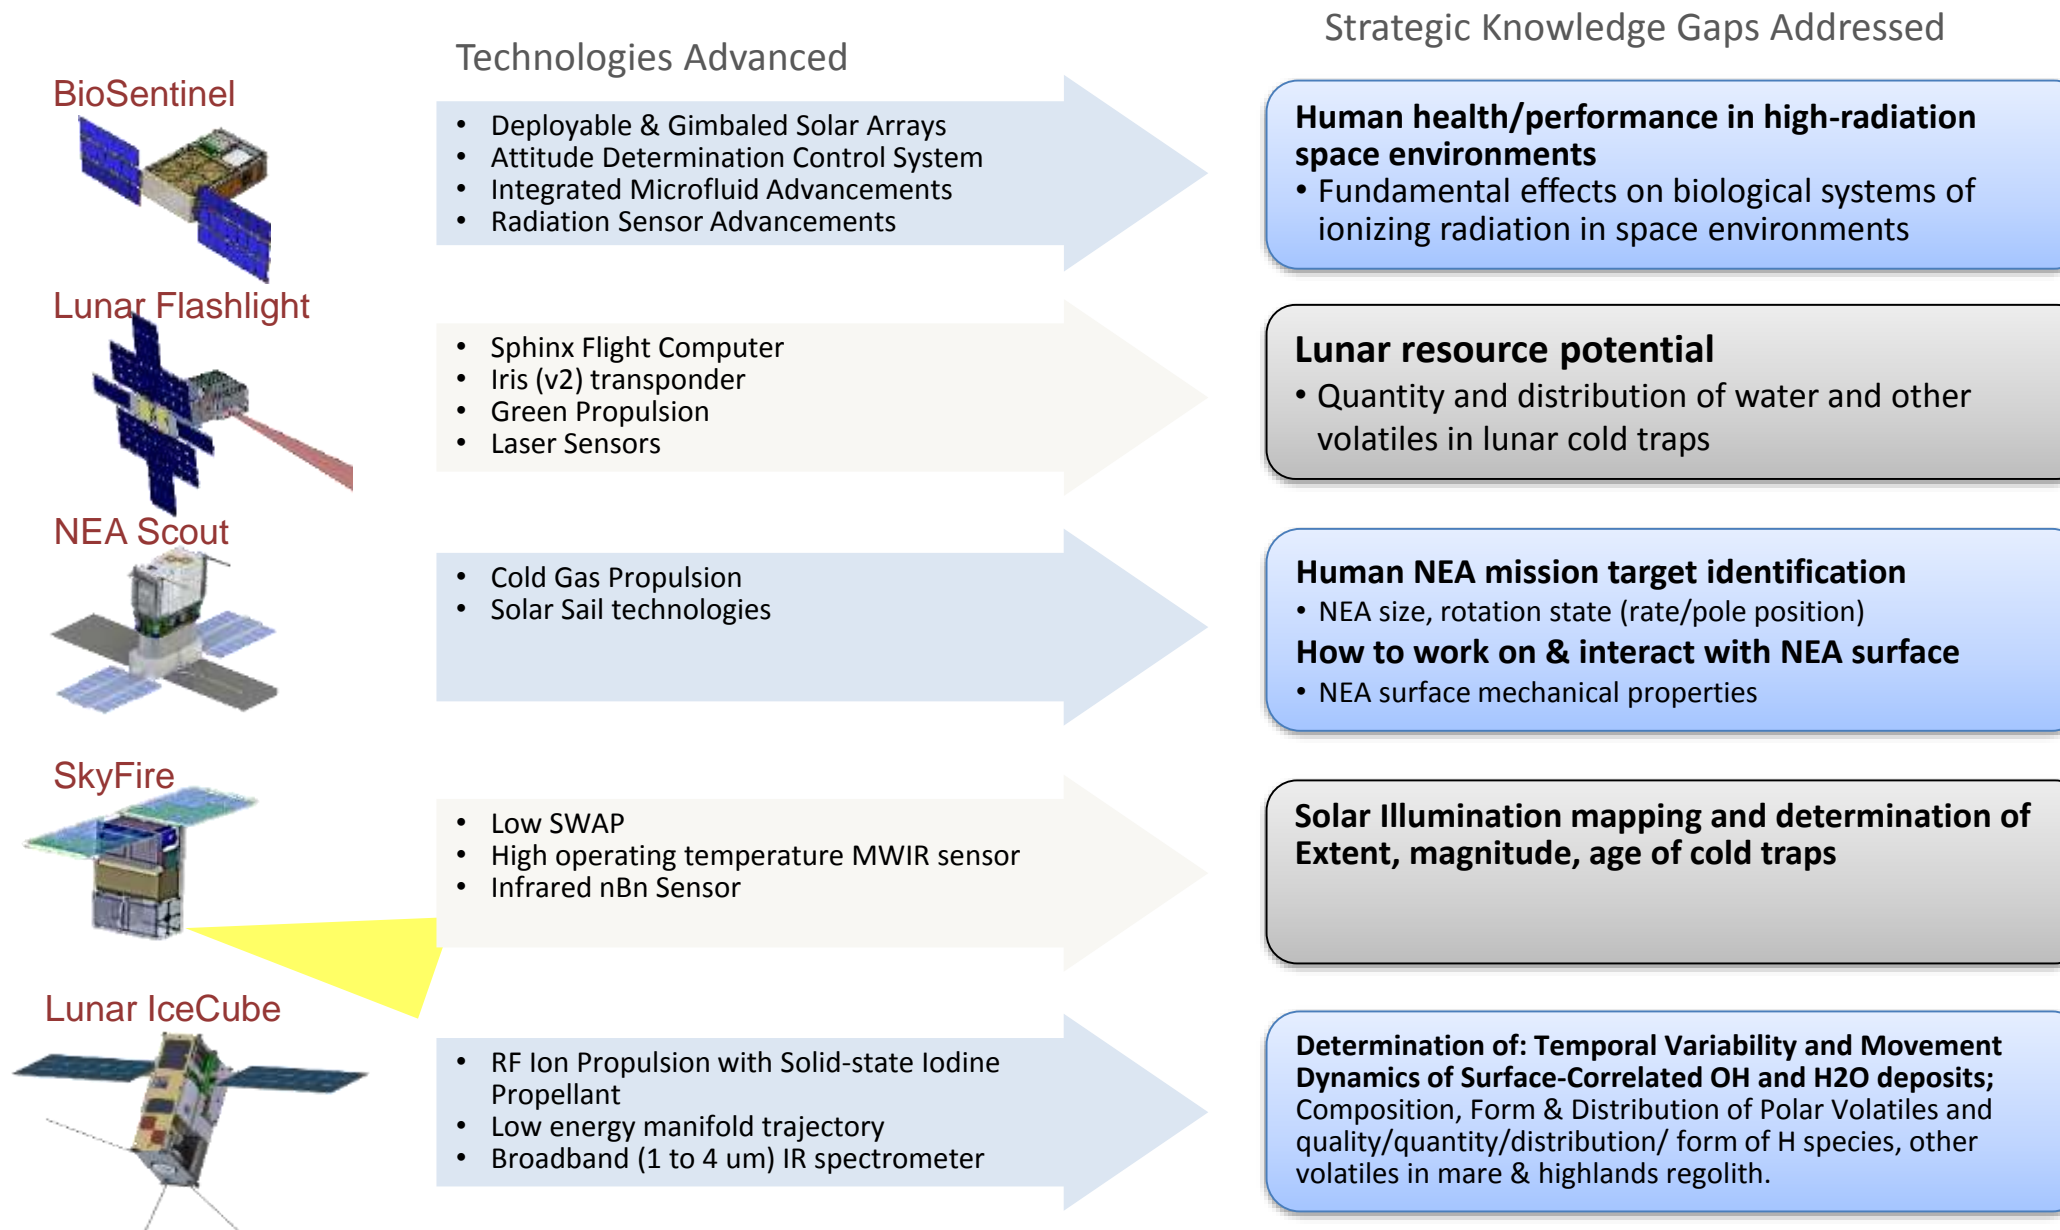 Technologies Advanced
Strategic Knowledge Gaps Addressed
BioSentinel
• Deployable & Gimbaled Solar Arrays
• Attitude Determination Control System
• Integrated Microfluid Advancements
• Radiation Sensor Advancements
Human health/performance in high-radiation
space environments
• Fundamental effects on biological systems of
ionizing radiation in space environments
Lunar Flashlight
• Sphinx Flight Computer
• Iris (v2) transponder
• Green Propulsion
• Laser Sensors
Lunar resource potential
• Quantity and distribution of water and other
volatiles in lunar cold traps
NEA Scout
• Cold Gas Propulsion
• Solar Sail technologies
Human NEA mission target identification
• NEA size, rotation state (rate/pole position)
How to work on & interact with NEA surface
• NEA surface mechanical properties
SkyFire
• Low SWAP
• High operating temperature MWIR sensor
• Infrared nBn Sensor
Solar Illumination mapping and determination of
Extent, magnitude, age of cold traps
Lunar IceCube
• RF Ion Propulsion with Solid-state Iodine
Propellant
• Low energy manifold trajectory
• Broadband (1 to 4 um) IR spectrometer
Determination of: Temporal Variability and Movement
Dynamics of Surface-Correlated OH and H2O deposits;
Composition, Form & Distribution of Polar Volatiles and
quality/quantity/distribution/ form of H species, other
volatiles in mare & highlands regolith.